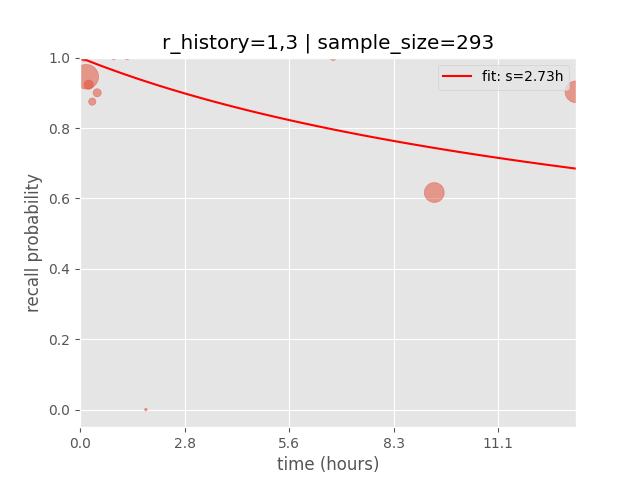 r_history=1,3 | sample_size=293
fit: s=2.73h
1.0
0.8
0.6
0.4
0.2
0.0
recall probability
0.0 2.8 5.6 8.3 11.1
time (hours)